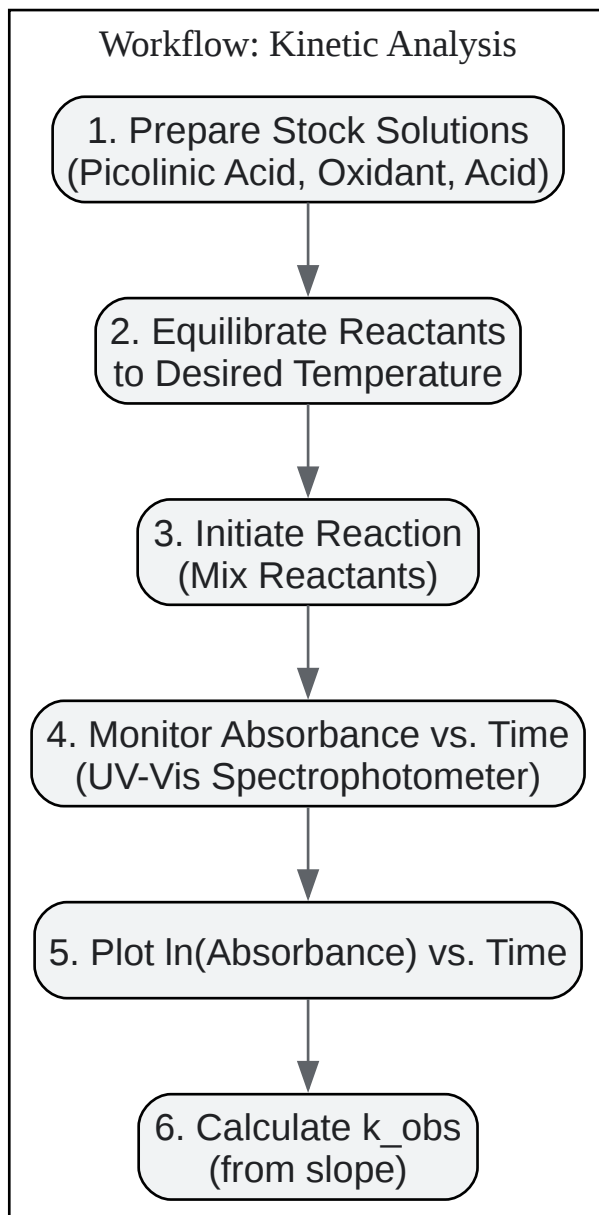 Workflow: Kinetic Analysis
1. Prepare Stock Solutions
(Picolinic Acid, Oxidant, Acid)
2. Equilibrate Reactants
to Desired Temperature
3. Initiate Reaction
(Mix Reactants)
4. Monitor Absorbance vs. Time
(UV-Vis Spectrophotometer)
5. Plot ln(Absorbance) vs. Time
6. Calculate k_obs
(from slope)